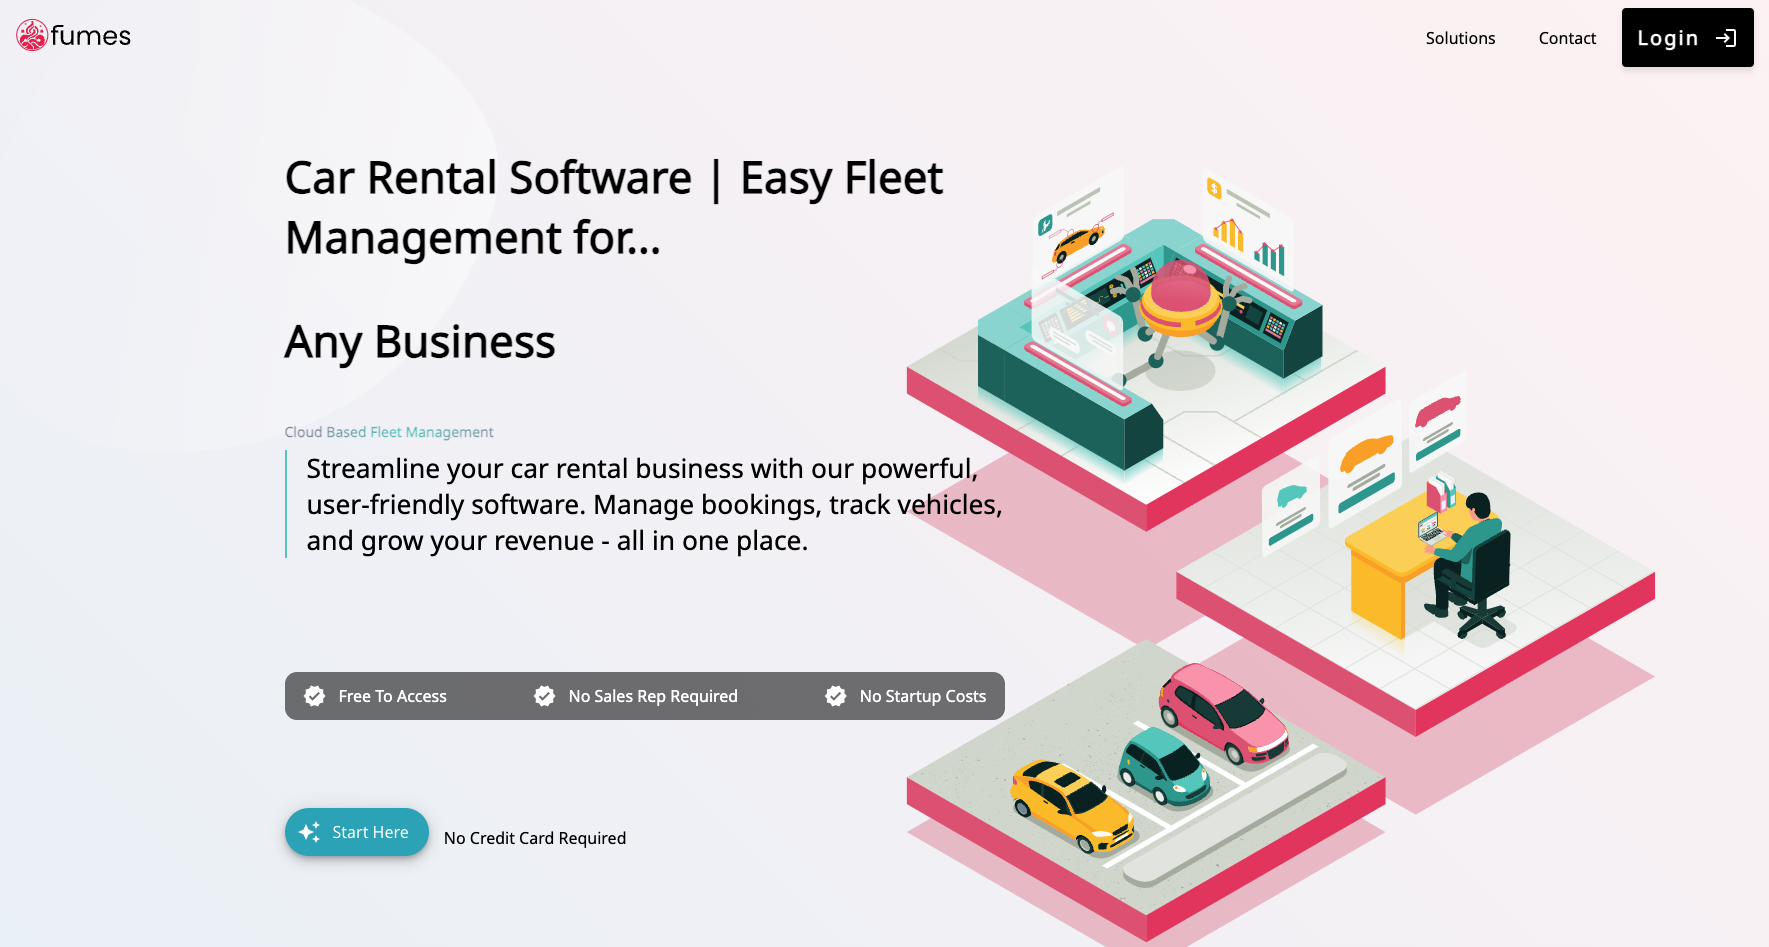 fumes
Solutions
Contact
Login
Car Rental Software | Easy Fleet
Management for...
Any Business
Cloud Based Fleet Management
Streamline your car rental business with our powerful,
user-friendly software. Manage bookings, track vehicles,
and grow your revenue - all in one place.
Free To Access
No Sales Rep Required
No Startup Costs
Start Here
No Credit Card Required